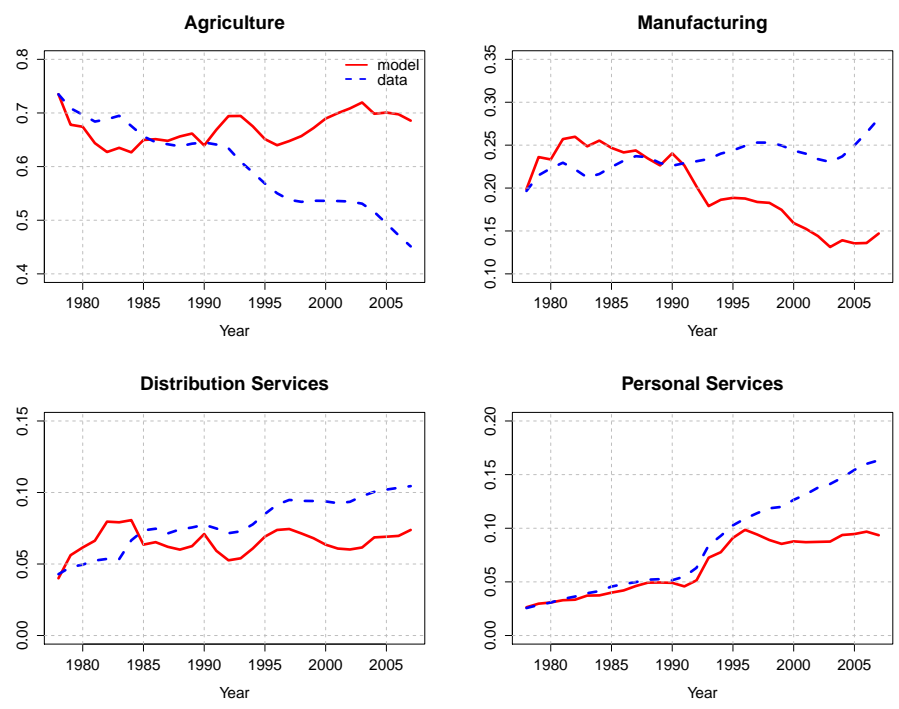 Agriculture
model
data
0.4 0.5 0.6 0.7 0.8
1980 1985 1990 1995 2000 2005
Year
Manufacturing
0.10 0.15 0.20 0.25 0.30 0.35
1980 1985 1990 1995 2000 2005
Year
Distribution Services
0.00 0.05 0.10 0.15
1980 1985 1990 1995 2000 2005
Year
Personal Services
0.00 0.05 0.10 0.15 0.20
1980 1985 1990 1995 2000 2005
Year